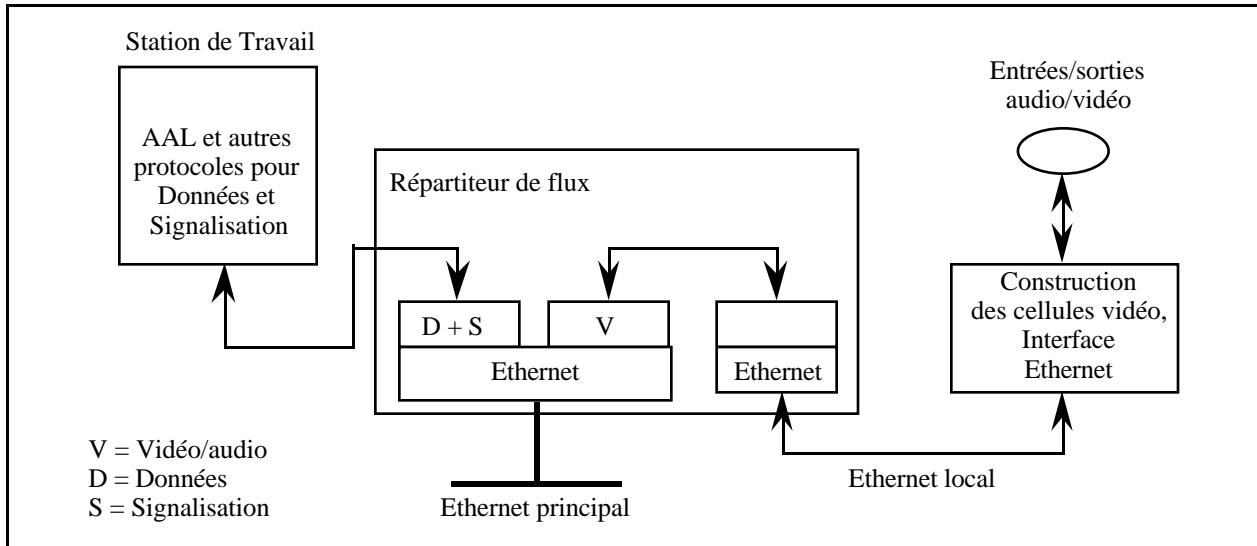 Station de Travail
AAL et autres
protocoles pour
Données et
Signalisation
Répartiteur de flux
D + S
V
Ethernet
Ethernet
Entrées/sorties
audio/vidéo
Construction
des cellules vidéo,
Interface
Ethernet
V = Vidéo/audio
D = Données
S = Signalisation
Ethernet principal
Ethernet local